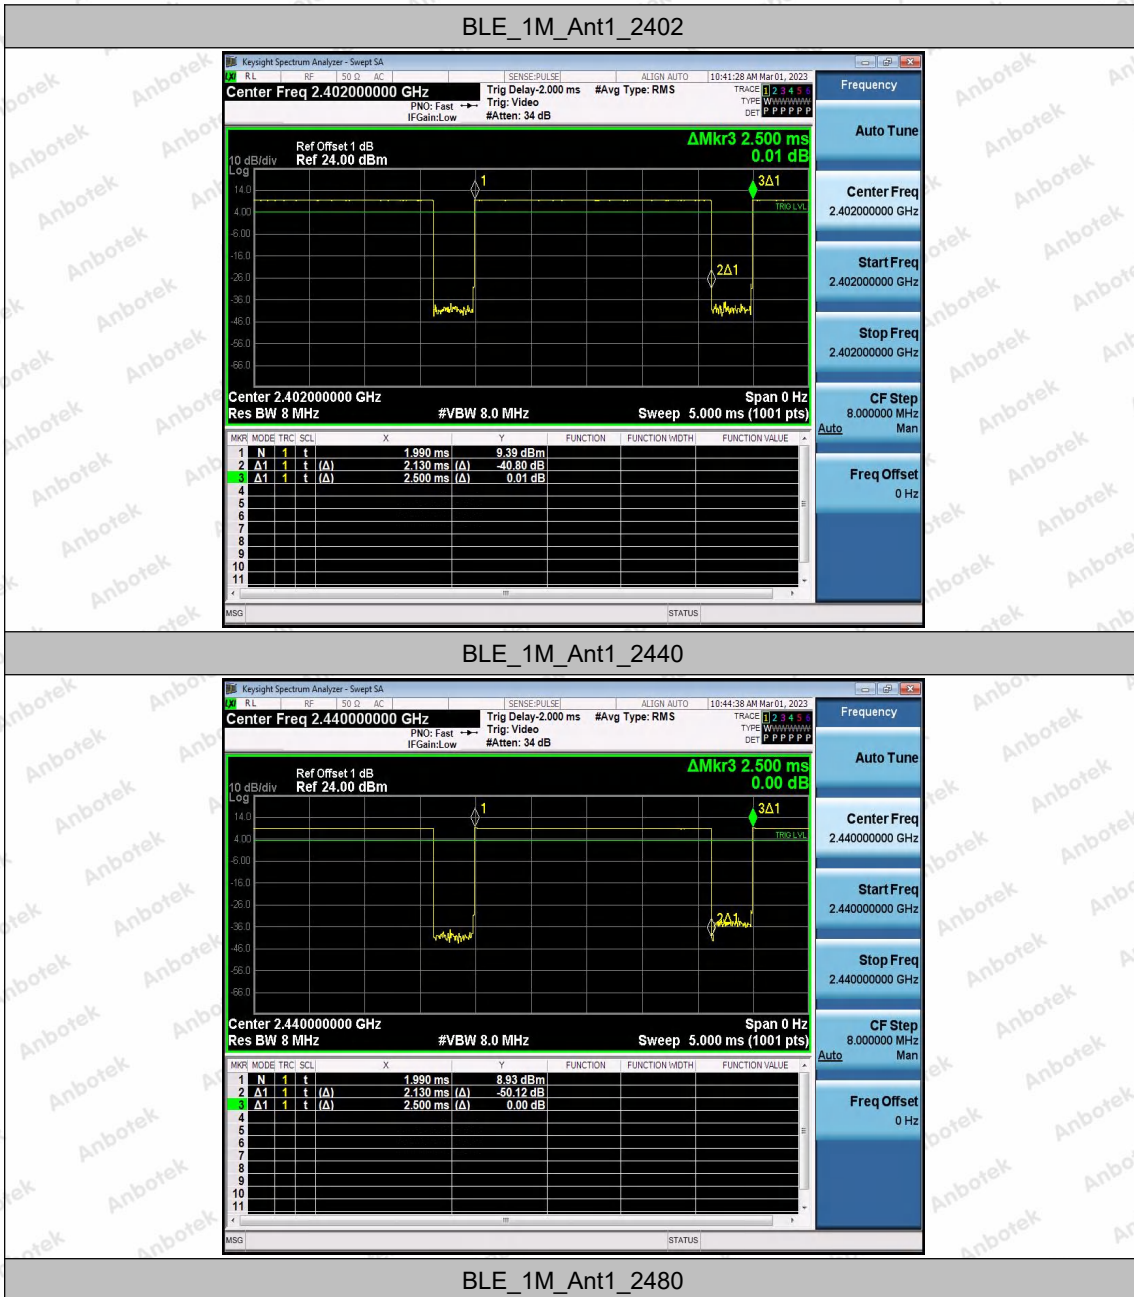 BLE_1M_Ant1_2402
Keysight Spectrum Analyzer - Swept SA
LXI RL RF 50 Ω AC SENSE:PULSE ALIGN AUTO 10:41:28 AM Mar 01, 2023
Center Freq 2.402000000 GHz
PNO: Fast
IFGain:Low
Trig Delay-2.000 ms #Avg Type: RMS
Trig: Video
#Atten: 34 dB
TRACE 1 2 3 4 5 6
TYPE WWWWWW
DET P P P P P P
Frequency
Auto Tune
Center Freq
2.402000000 GHz
Start Freq
2.402000000 GHz
Stop Freq
2.402000000 GHz
CF Step
8.000000 MHz
Auto Man
Freq Offset
0 Hz
Ref Offset 1 dB
10 dB/div Ref 24.00 dBm
Log
ΔMkr3 2.500 ms
0.01 dB
14.0
4.00
-6.00
-16.0
-26.0
-36.0
-46.0
-56.0
-66.0
1
3Δ1
TRIG LVL
2Δ1
Center 2.402000000 GHz Span 0 Hz
Res BW 8 MHz #VBW 8.0 MHz Sweep 5.000 ms (1001 pts)
MKR MODE TRC SCL X Y FUNCTION FUNCTION WIDTH FUNCTION VALUE
1 N 1 t 1.990 ms 9.39 dBm
2 Δ1 1 t (Δ) 2.130 ms (Δ) -40.80 dB
3 Δ1 1 t (Δ) 2.500 ms (Δ) 0.01 dB
4
5
6
7
8
9
10
11
MSG STATUS
BLE_1M_Ant1_2440
Keysight Spectrum Analyzer - Swept SA
LXI RL RF 50 Ω AC SENSE:PULSE ALIGN AUTO 10:44:38 AM Mar 01, 2023
Center Freq 2.440000000 GHz
PNO: Fast
IFGain:Low
Trig Delay-2.000 ms #Avg Type: RMS
Trig: Video
#Atten: 34 dB
TRACE 1 2 3 4 5 6
TYPE WWWWWW
DET P P P P P P
Frequency
Auto Tune
Center Freq
2.440000000 GHz
Start Freq
2.440000000 GHz
Stop Freq
2.440000000 GHz
CF Step
8.000000 MHz
Auto Man
Freq Offset
0 Hz
Ref Offset 1 dB
10 dB/div Ref 24.00 dBm
Log
ΔMkr3 2.500 ms
0.00 dB
14.0
4.00
-6.00
-16.0
-26.0
-36.0
-46.0
-56.0
-66.0
1
3Δ1
TRIG LVL
2Δ1
Center 2.440000000 GHz Span 0 Hz
Res BW 8 MHz #VBW 8.0 MHz Sweep 5.000 ms (1001 pts)
MKR MODE TRC SCL X Y FUNCTION FUNCTION WIDTH FUNCTION VALUE
1 N 1 t 1.990 ms 8.93 dBm
2 Δ1 1 t (Δ) 2.130 ms (Δ) -50.12 dB
3 Δ1 1 t (Δ) 2.500 ms (Δ) 0.00 dB
4
5
6
7
8
9
10
11
MSG STATUS
BLE_1M_Ant1_2480